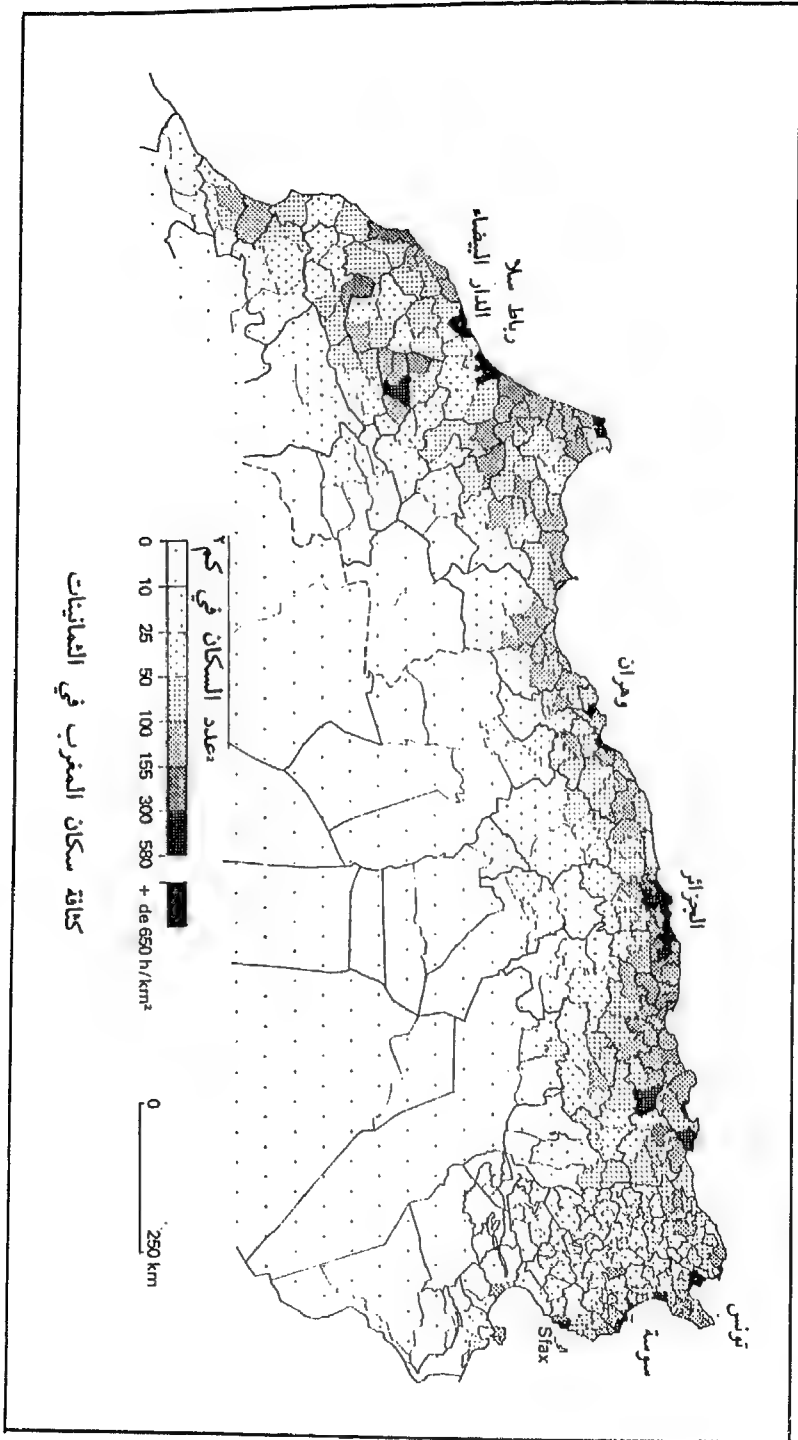 رباط سلا
الدار البيضاء
وهران
الجزائر
تونس
سوسة
Sfax
عدد السكان في كم٢
0 10 25 50 100 155 300 580 + de 650 h/km²
0 250 km
كثافة سكان المغرب في الثمانينات